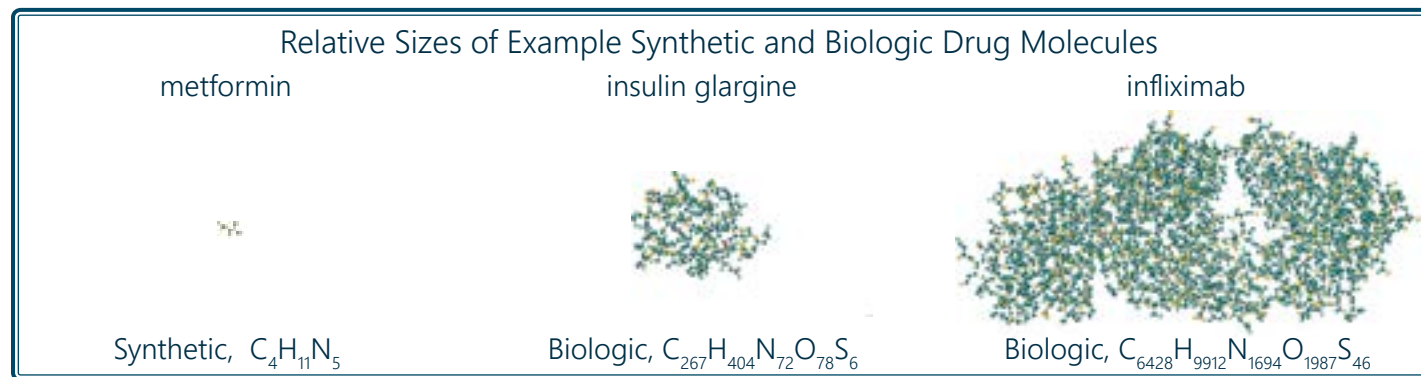 Relative Sizes of Example Synthetic and Biologic Drug Molecules
metformin insulin glargine infliximab
Synthetic, C₄H₁₁N₅ Biologic, C₂₆₇H₄₀₄N₇₂O₇₈S₆ Biologic, C₆₄₂₈H₉₉₁₂N₁₆₉₄O₁₉₈₇S₄₆